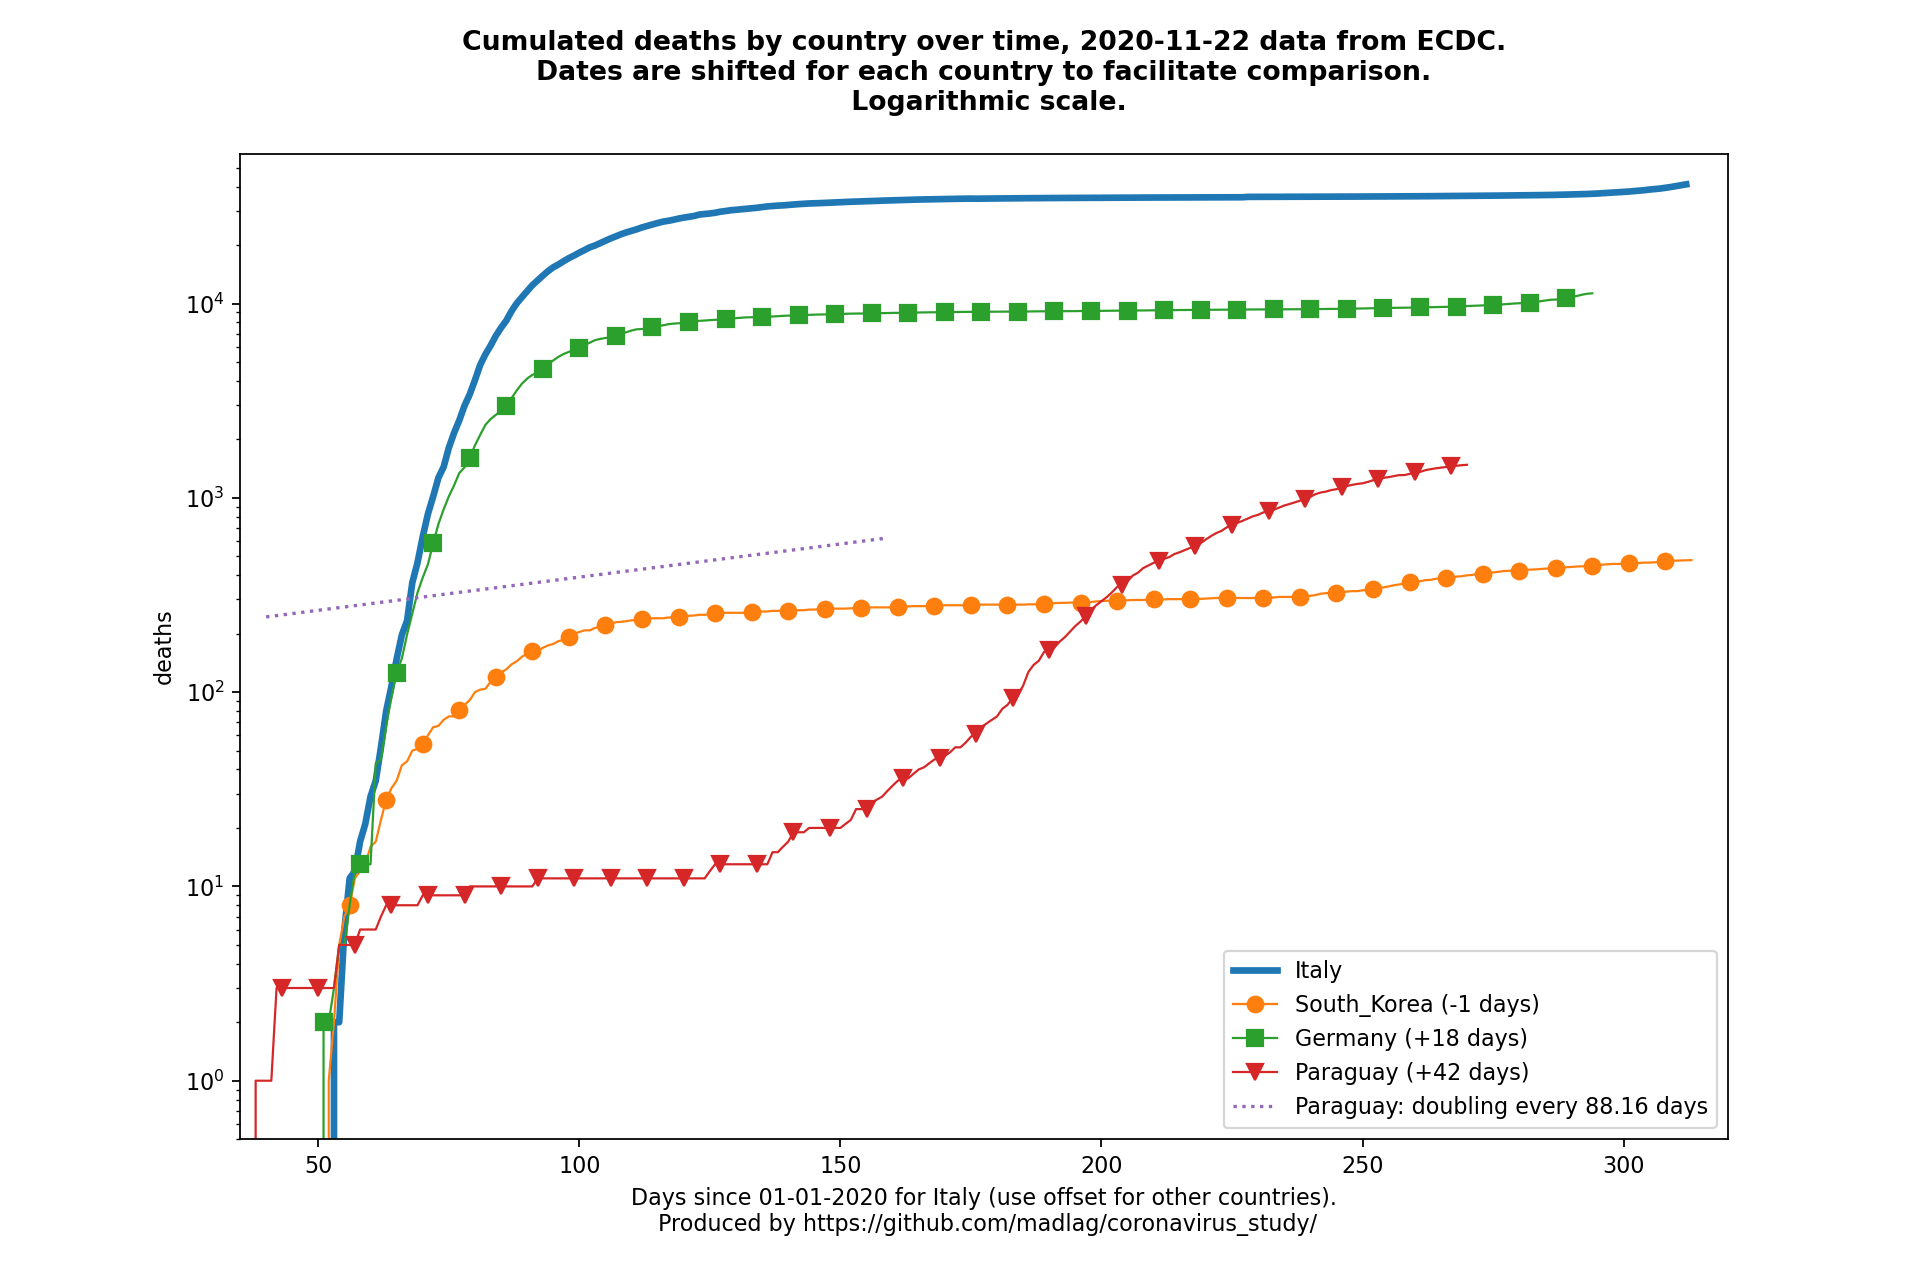 Cumulated deaths by country over time, 2020-11-22 data from ECDC.
Dates are shifted for each country to facilitate comparison.
Logarithmic scale.
deaths
10^4
10^3
10^2
10^1
10^0
50 100 150 200 250 300
Italy
South_Korea (-1 days)
Germany (+18 days)
Paraguay (+42 days)
Paraguay: doubling every 88.16 days
Days since 01-01-2020 for Italy (use offset for other countries).
Produced by https://github.com/madlag/coronavirus_study/